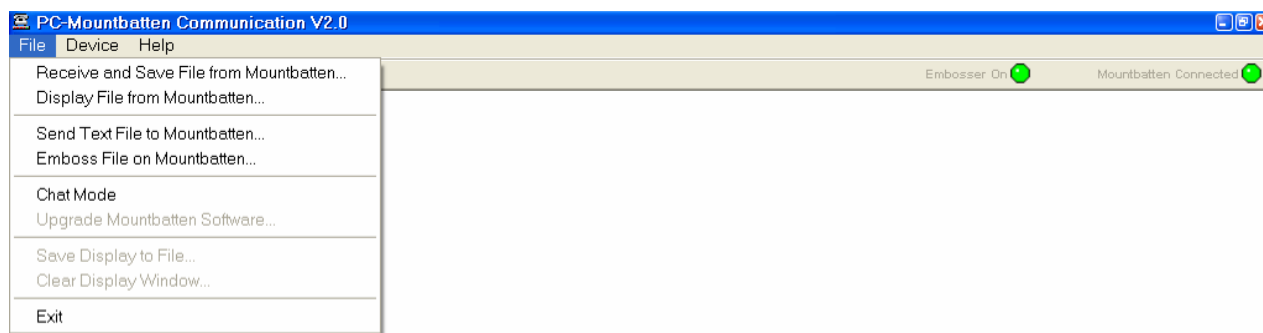 PC-Mountbatten Communication V2.0
File Device Help
Receive and Save File from Mountbatten...
Embosser On Mountbatten Connected
Display File from Mountbatten...
Send Text File to Mountbatten...
Emboss File on Mountbatten...
Chat Mode
Upgrade Mountbatten Software...
Save Display to File...
Clear Display Window...
Exit